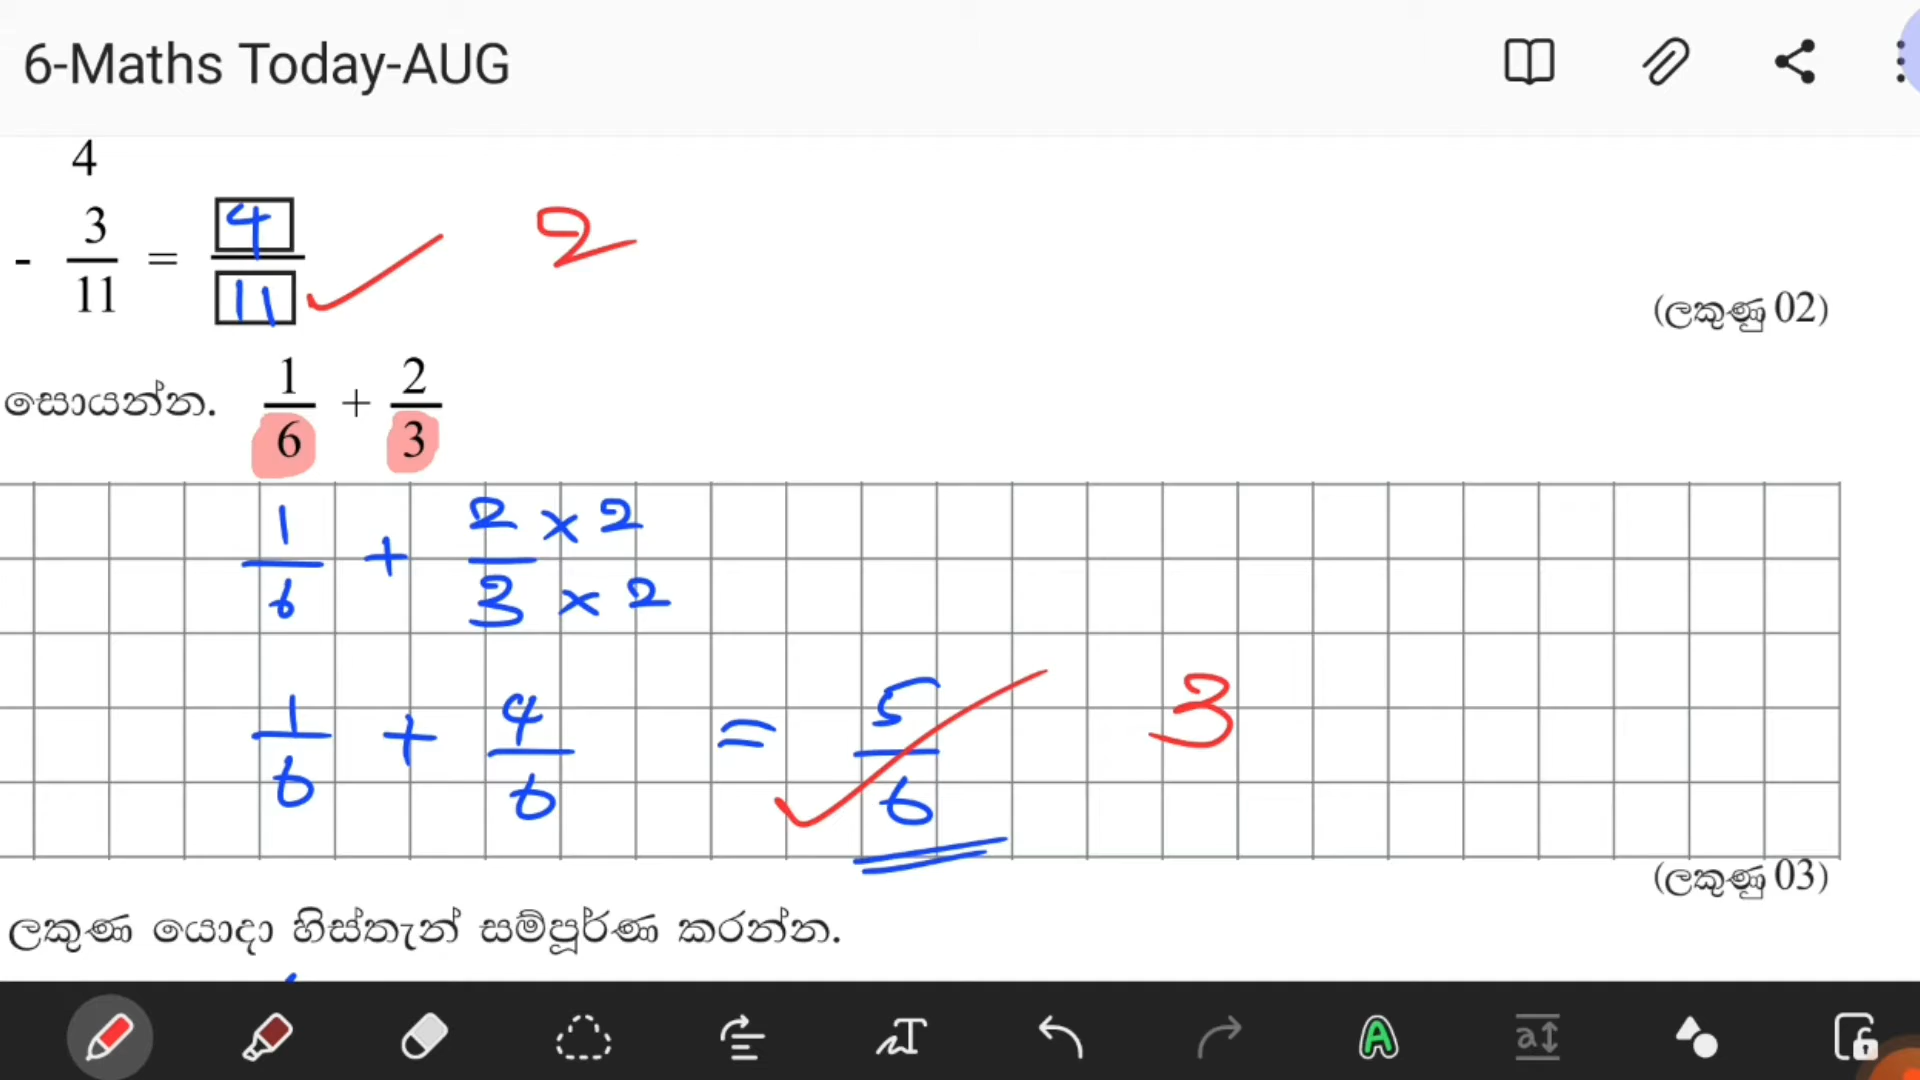 6-Maths Today-AUG
4
- 3/11 = 4/11 2
(ලකුණු 02)
සොයන්න. 1/6 + 2/3
1/6 + 2 × 2/3 × 2
1/6 + 4/6 = 5/6 3
(ලකුණු 03)
ලකුණ යොදා හිස්තැන් සම්පූර්ණ කරන්න.